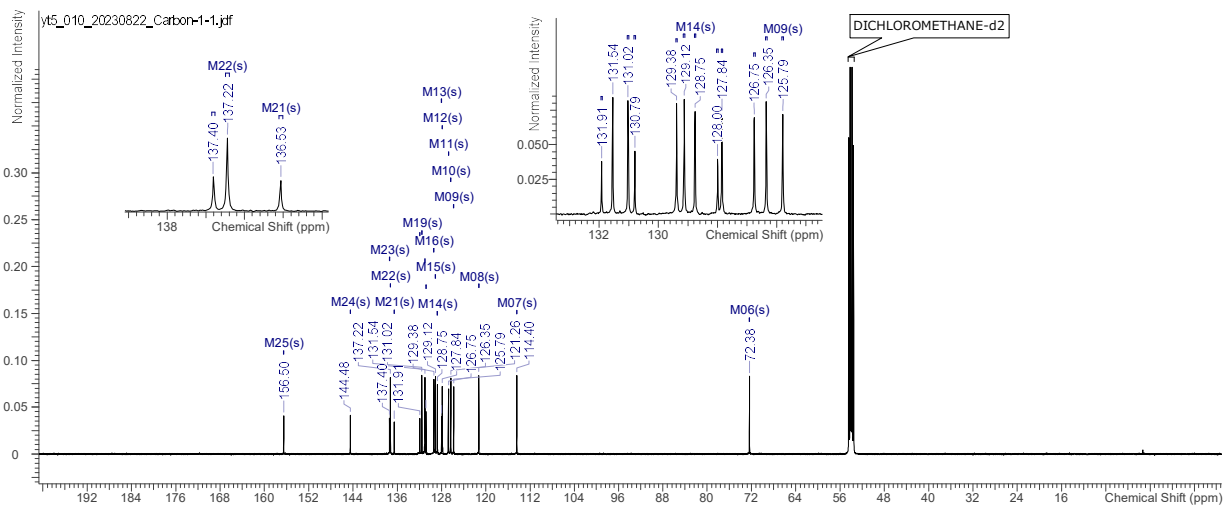 yt5_010_20230822_Carbon-1-1.jdf
DICHLOROMETHANE-d2
Normalized Intensity
0.30
0.25
0.20
0.15
0.10
0.05
0
M25(s)
M24(s)
M23(s)
M22(s)
M21(s)
M19(s)
M16(s)
M15(s)
M14(s)
M13(s)
M12(s)
M11(s)
M10(s)
M09(s)
M08(s)
M07(s)
M06(s)
156.50
144.48
137.40
137.22
131.91
131.54
131.02
129.38
129.12
128.75
127.84
126.75
126.35
125.79
121.26
114.40
72.38
192 184 176 168 160 152 144 136 128 120 112 104 96 88 80 72 64 56 48 40 32 24 16
Chemical Shift (ppm)
M22(s)
M21(s)
137.40
137.22
136.53
138
Chemical Shift (ppm)
Normalized Intensity
0.050
0.025
M14(s)
M09(s)
131.91
131.54
131.02
130.79
129.38
129.12
128.75
128.00
127.84
126.75
126.35
125.79
132 130 128 126
Chemical Shift (ppm)